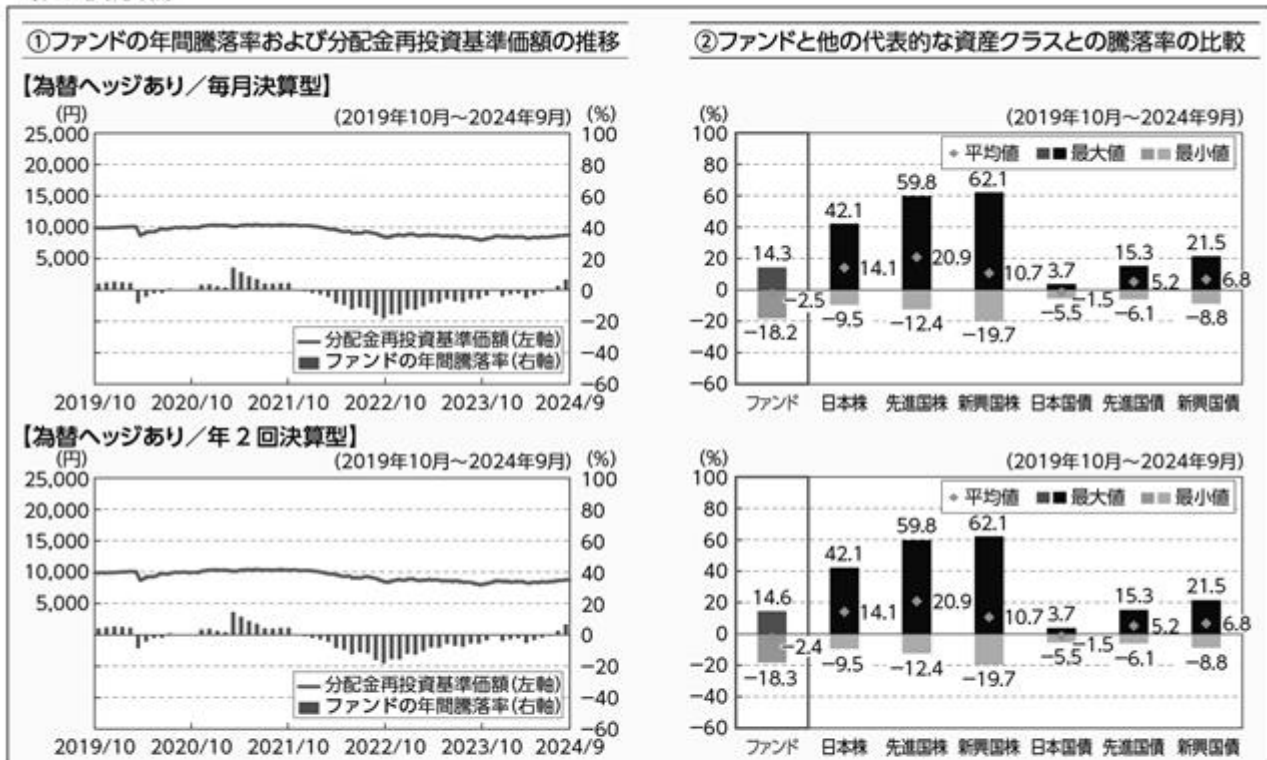 ①ファンドの年間騰落率および分配金再投資基準価額の推移
②ファンドと他の代表的な資産クラスとの騰落率の比較
【為替ヘッジあり／毎月決算型】
(円)
(2019年10月～2024年9月)
(%)
25,000
20,000
15,000
10,000
5,000
100
80
60
40
20
0
−20
−40
−60
分配金再投資基準価額(左軸)
ファンドの年間騰落率(右軸)
2019/10 2020/10 2021/10 2022/10 2023/10 2024/9
(%)
(2019年10月～2024年9月)
100
80
60
40
20
0
−20
−40
−60
平均値 最大値 最小値
14.3 42.1 59.8 62.1 3.7 15.3 21.5
−2.5 14.1 20.9 10.7 −1.5 5.2 6.8
−18.2 −9.5 −12.4 −19.7 −5.5 −6.1 −8.8
ファンド 日本株 先進国株 新興国株 日本国債 先進国債 新興国債
【為替ヘッジあり／年２回決算型】
(円)
(2019年10月～2024年9月)
(%)
25,000
20,000
15,000
10,000
5,000
100
80
60
40
20
0
−20
−40
−60
分配金再投資基準価額(左軸)
ファンドの年間騰落率(右軸)
2019/10 2020/10 2021/10 2022/10 2023/10 2024/9
(%)
(2019年10月～2024年9月)
100
80
60
40
20
0
−20
−40
−60
平均値 最大値 最小値
14.6 42.1 59.8 62.1 3.7 15.3 21.5
−2.4 14.1 20.9 10.7 −1.5 5.2 6.8
−18.3 −9.5 −12.4 −19.7 −5.5 −6.1 −8.8
ファンド 日本株 先進国株 新興国株 日本国債 先進国債 新興国債